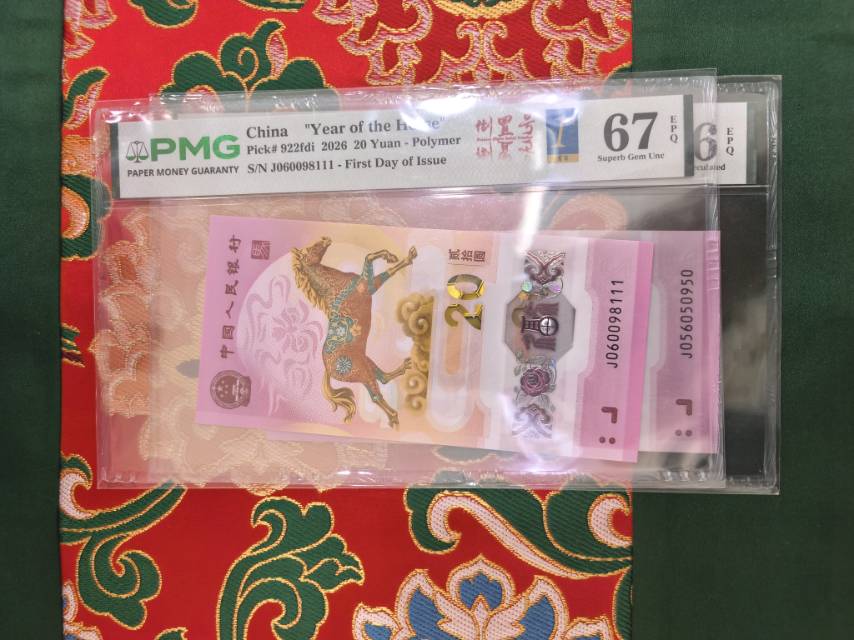 PMG
PAPER MONEY GUARANTY
China "Year of the Horse"
Pick# 922fdi 2026 20 Yuan - Polymer
S/N J060098111 - First Day of Issue
67
EPQ
Superb Gem Unc
6
EPQ
中国人民银行
贰拾圆
20
J060098111
J056050950